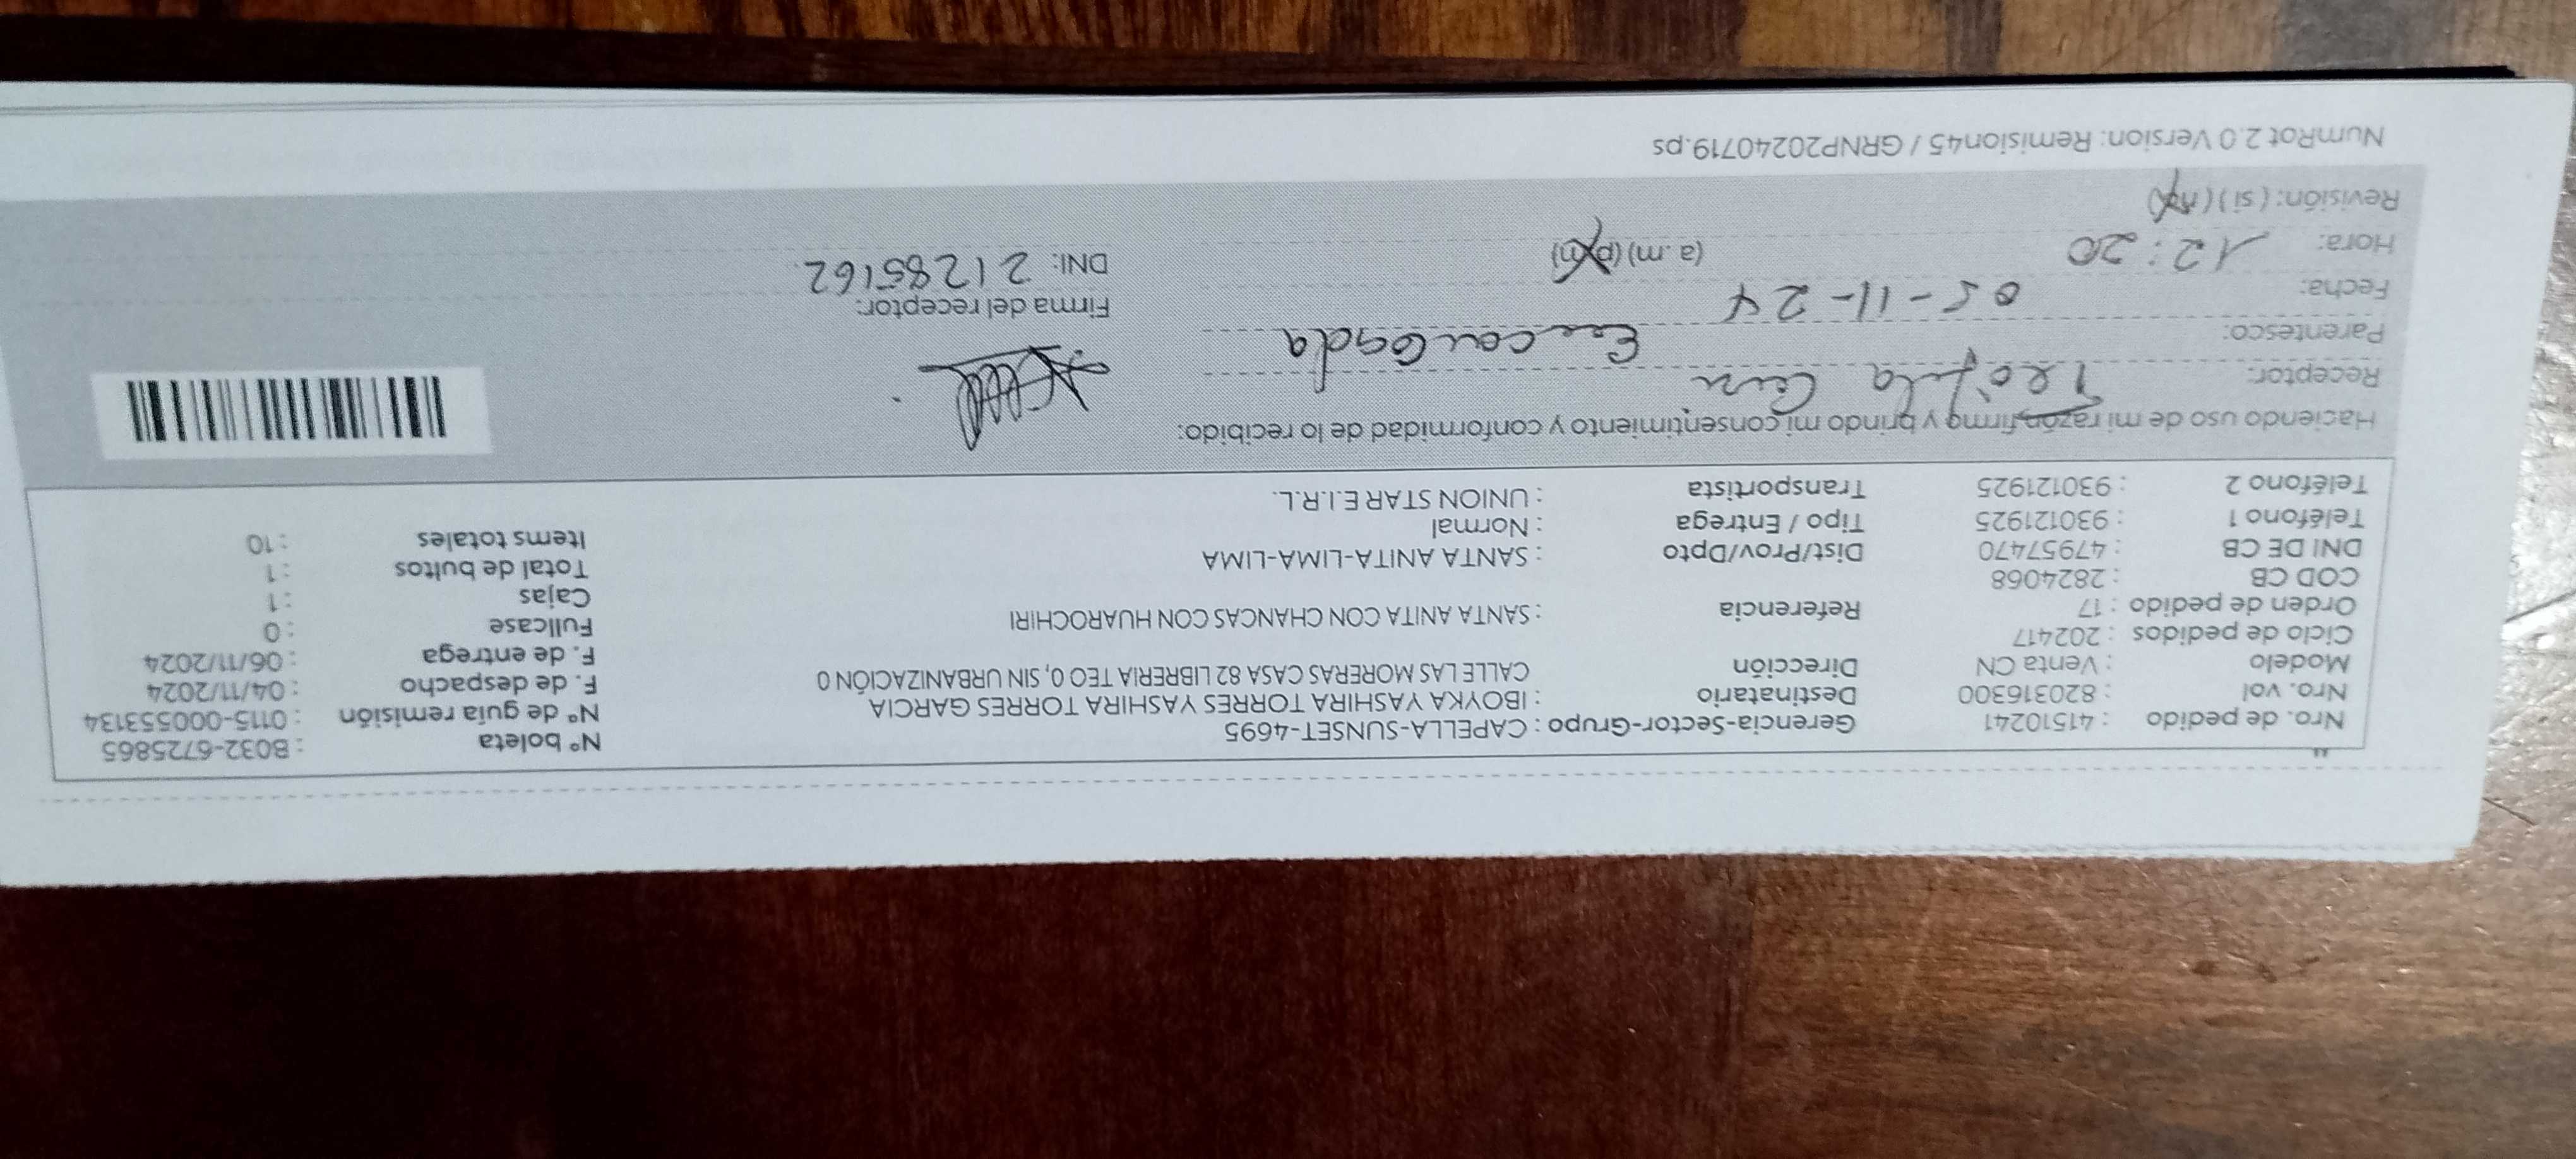 Nro. de pedido : 41510241 Gerencia-Sector-Grupo : CAPELLA-SUNSET-4695 N° boleta : B032-6725865
Nro. vol : 820316300 Destinatario : IBOYKA YASHIRA TORRES YASHIRA TORRES GARCIA N° de guía remisión : 0115-000553134
Modelo : Venta CN Dirección CALLE LAS MORERAS CASA 82 LIBRERIA TEO 0, SIN URBANIZACIÓN 0 F. de despacho : 04/11/2024
Ciclo de pedidos : 202417 F. de entrega : 06/11/2024
Orden de pedido : 17 Referencia : SANTA ANITA CON CHANCAS CON HUAROCHIRI Fullcase : 0
COD CB : 2824068 Cajas : 1
DNI DE CB : 47957470 Dist/Prov/Dpto : SANTA ANITA-LIMA-LIMA Total de bultos : 1
Teléfono 1 : 930121925 Tipo / Entrega : Normal Items totales : 10
Teléfono 2 : 930121925 Transportista : UNION STAR E.I.R.L.
Haciendo uso de mi razón firmo y brindo mi consentimiento y conformidad de lo recibido:
Receptor: Teofila
Parentesco: Encargada
Fecha: 05-11-24 Firma del receptor:
Hora: 12:20 (a.m) (p.m) DNI: 21285162
Revisión: (si) (no)
NumRot 2.0 Version: Remision45 / GRNP20240719.ps